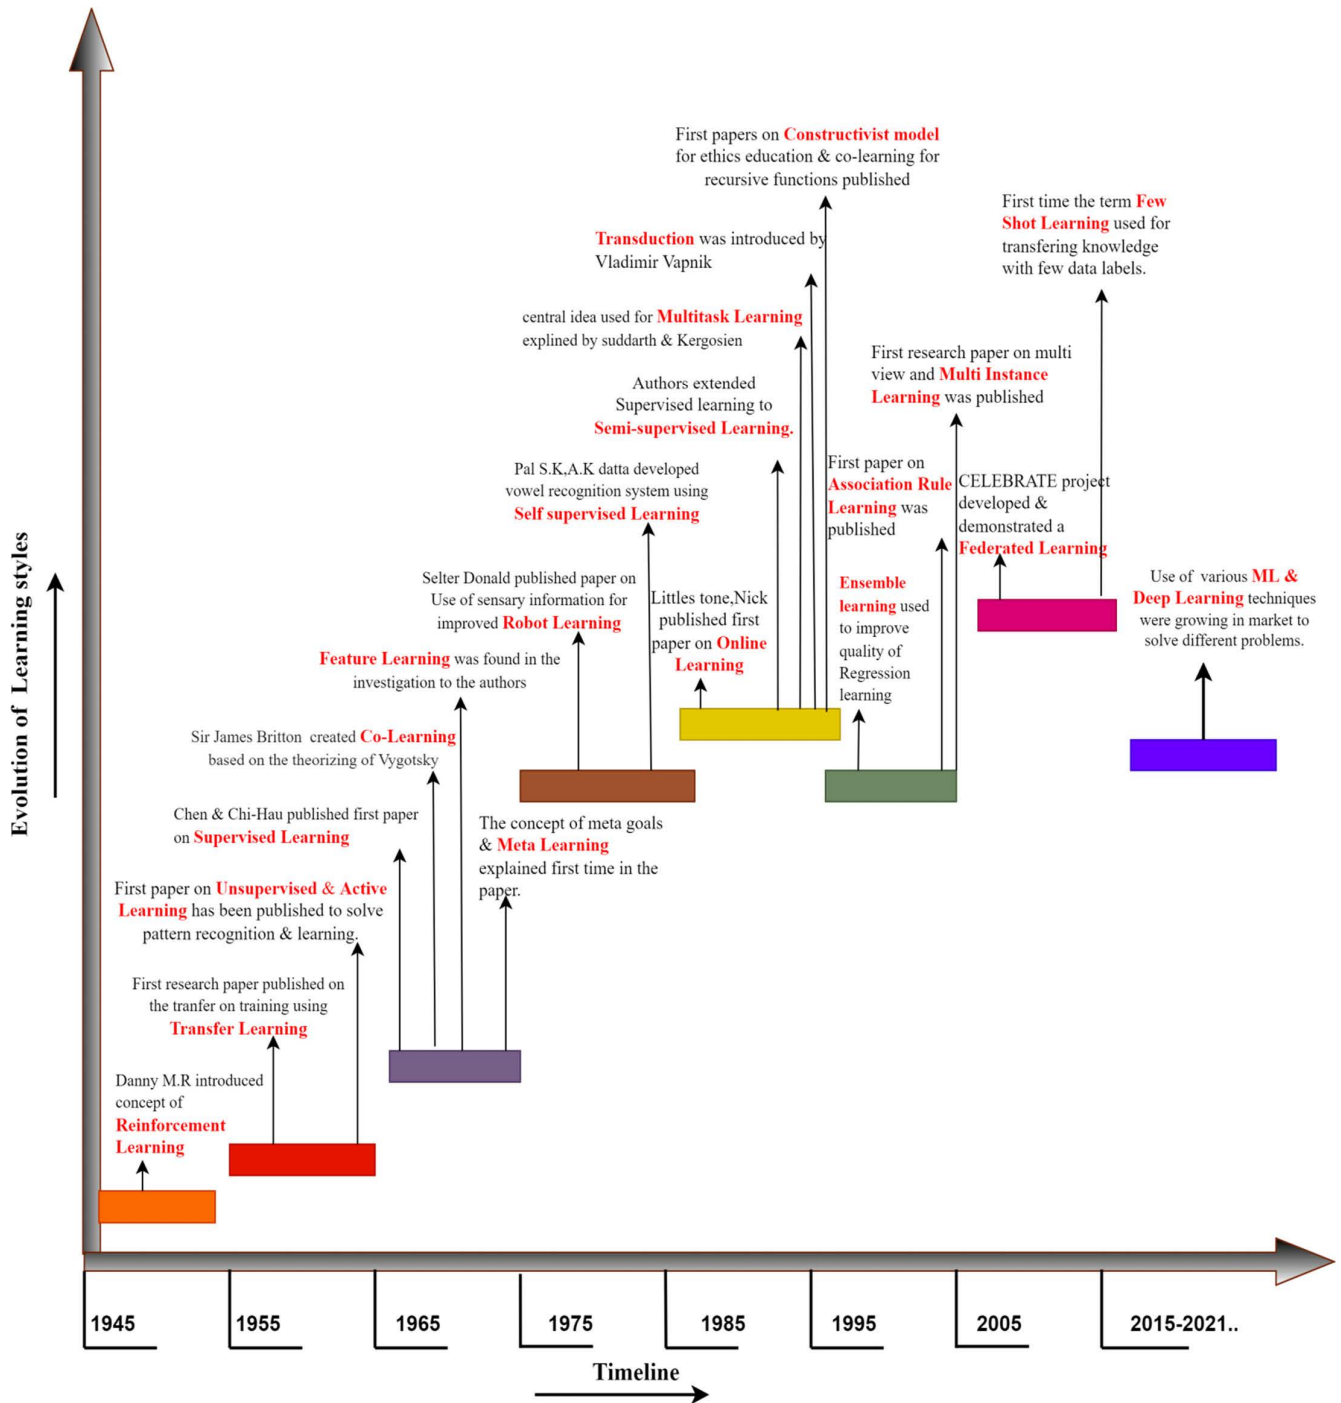 First papers on Constructivist model
for ethics education & co-learning for
recursive functions published
First time the term Few
Shot Learning used for
transfering knowledge
with few data labels.
Transduction was introduced by
Vladimir Vapnik
central idea used for Multitask Learning
explined by suddarth & Kergosien
First research paper on multi
view and Multi Instance
Learning was published
Authors extended
Supervised learning to
Semi-supervised Learning.
First paper on
Association Rule
Learning was
published
CELEBRATE project
developed &
demonstrated a
Federated Learning
Pal S.K,A.K datta developed
vowel recognition system using
Self supervised Learning
Use of various ML &
Deep Learning techniques
were growing in market to
solve different problems.
Ensemble
learning used
to improve
quality of
Regression
learning
Selter Donald published paper on
Use of sensary information for
improved Robot Learning
Littles tone,Nick
published first
paper on Online
Learning
Feature Learning was found in the
investigation to the authors
Sir James Britton created Co-Learning
based on the theorizing of Vygotsky
Chen & Chi-Hau published first paper
on Supervised Learning
The concept of meta goals
& Meta Learning
explained first time in the
paper.
First paper on Unsupervised & Active
Learning has been published to solve
pattern recognition & learning.
First research paper published on
the tranfer on training using
Transfer Learning
Danny M.R introduced
concept of
Reinforcement
Learning
Evolution of Learning styles
1945
1955
1965
1975
1985
1995
2005
2015-2021..
Timeline